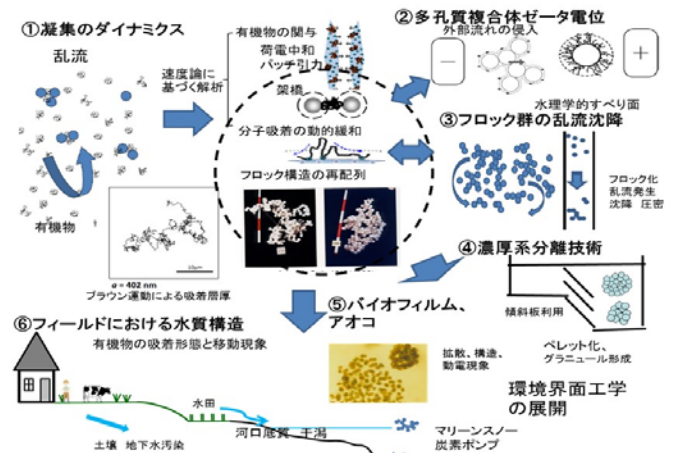 ①凝集のダイナミクス
乱流
有機物
速度論に
基づく解析
有機物の関与
荷電中和
パッチ引力
架橋
分子吸着の動的緩和
フロック構造の再配列
a = 402 nm
ブラウン運動による吸着層厚
10μm
②多孔質複合体ゼータ電位
外部流れの侵入
−
+
水理学的すべり面
③フロック群の乱流沈降
フロック化
乱流発生
沈降 圧密
④濃厚系分離技術
傾斜板利用
ペレット化、
グラニュール形成
⑤バイオフィルム、
アオコ
拡散、構造、
動電現象
⑥フィールドにおける水質構造
有機物の吸着形態と移動現象
水田
土壌 地下水汚染
河口底質 干潟
マリーンスノー
炭素ポンプ
環境界面工学
の展開